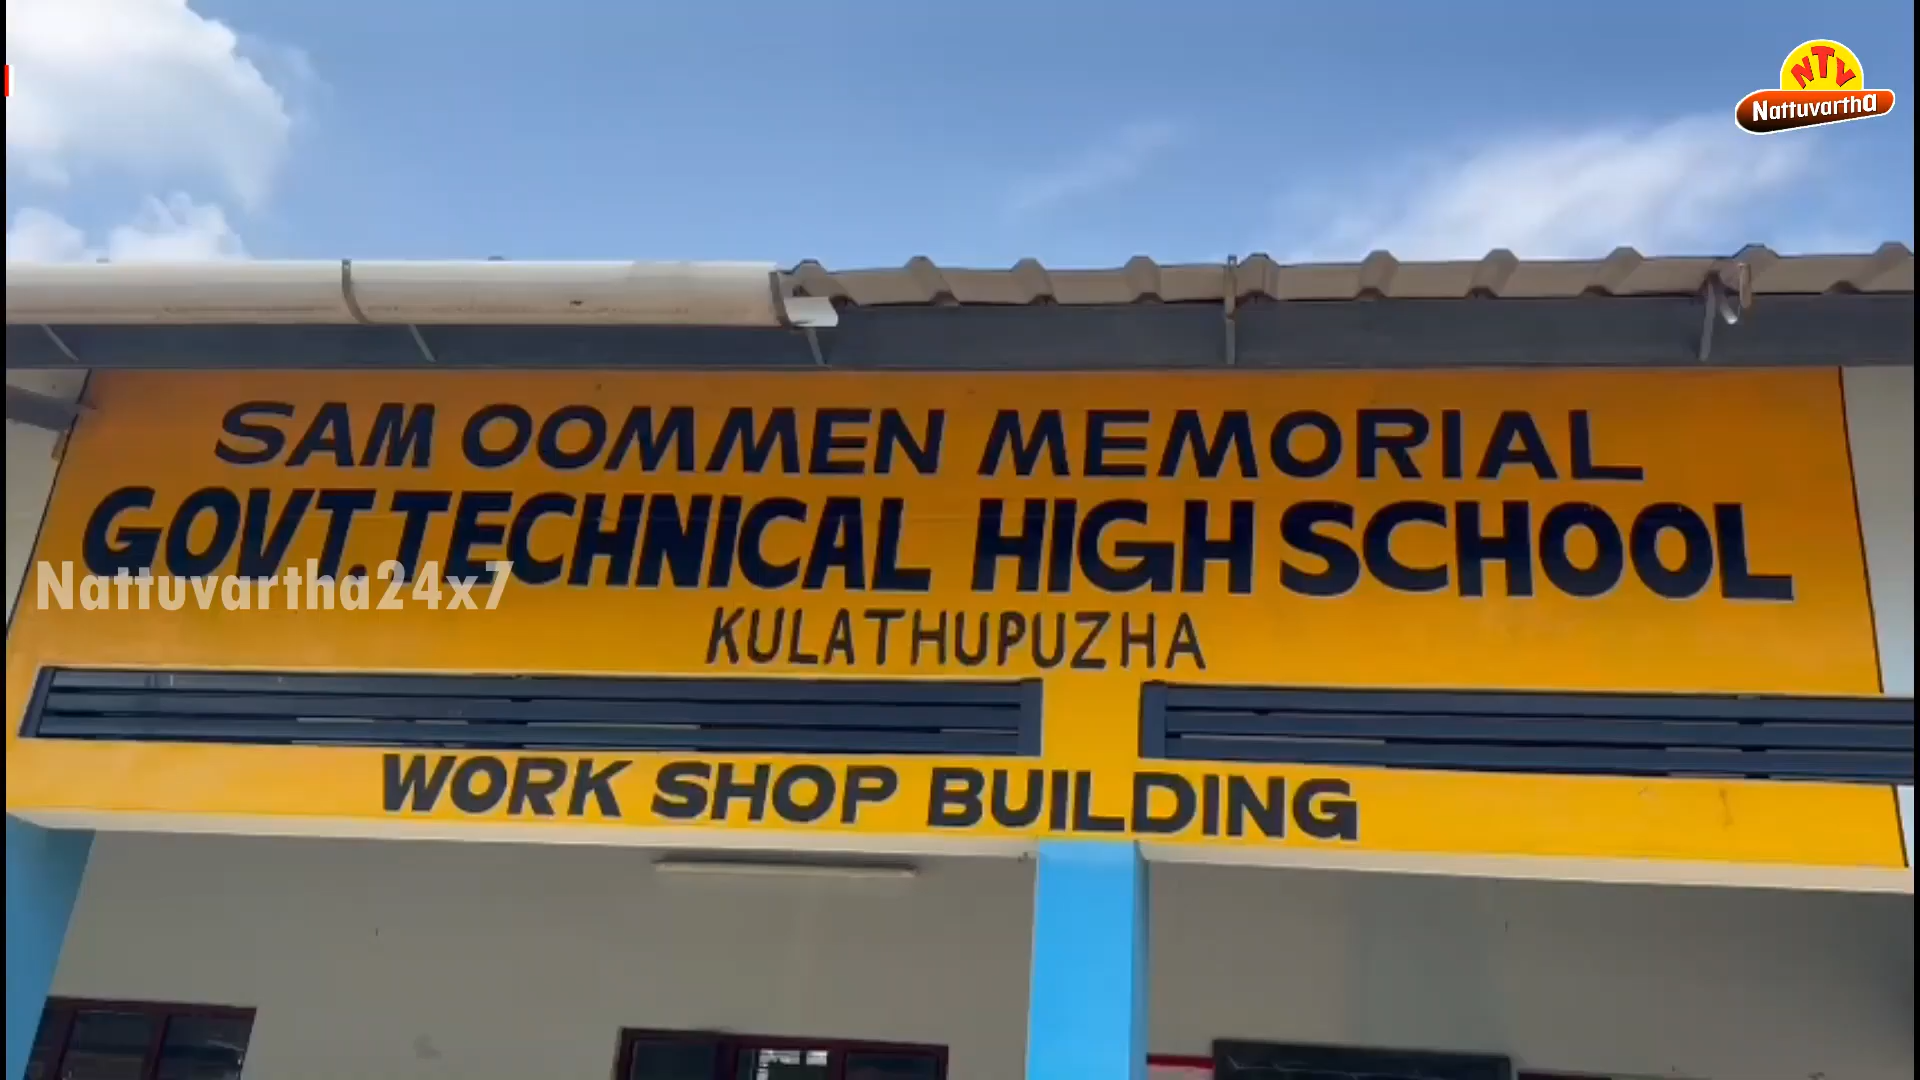 NTV
Nattuvartha
SAM OOMMEN MEMORIAL
GOVT.TECHNICAL HIGH SCHOOL
Nattuvartha24x7
KULATHUPUZHA
WORK SHOP BUILDING